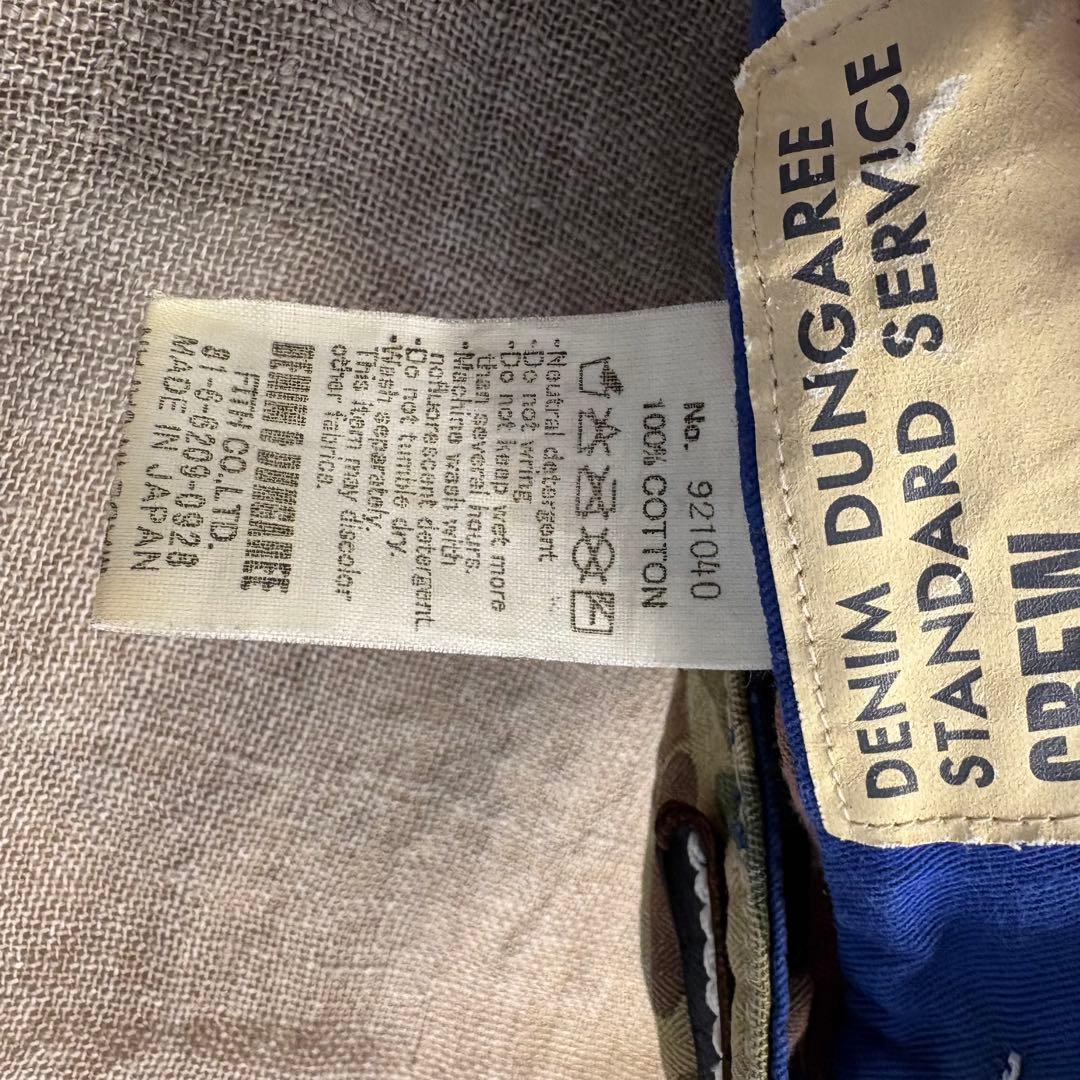 DENIM DUNGAREE
STANDARD SERVICE
CREW
No. 921040
100% COTTON
·Neutral detergent
·Do not wring
·Do not keep wet more
than several hours.
·Machine wash with
nofluorescent detergent.
·Do not tumble dry.
·Wash separately.
This item may discolor
other fabrics.
FITH CO.,LTD.
81-6-6209-0928
MADE IN JAPAN